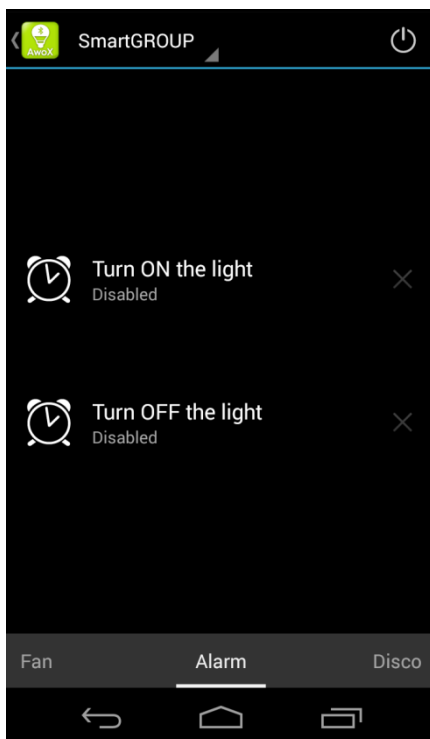 AwoX
SmartGROUP
Turn ON the light
Disabled
Turn OFF the light
Disabled
Fan
Alarm
Disco